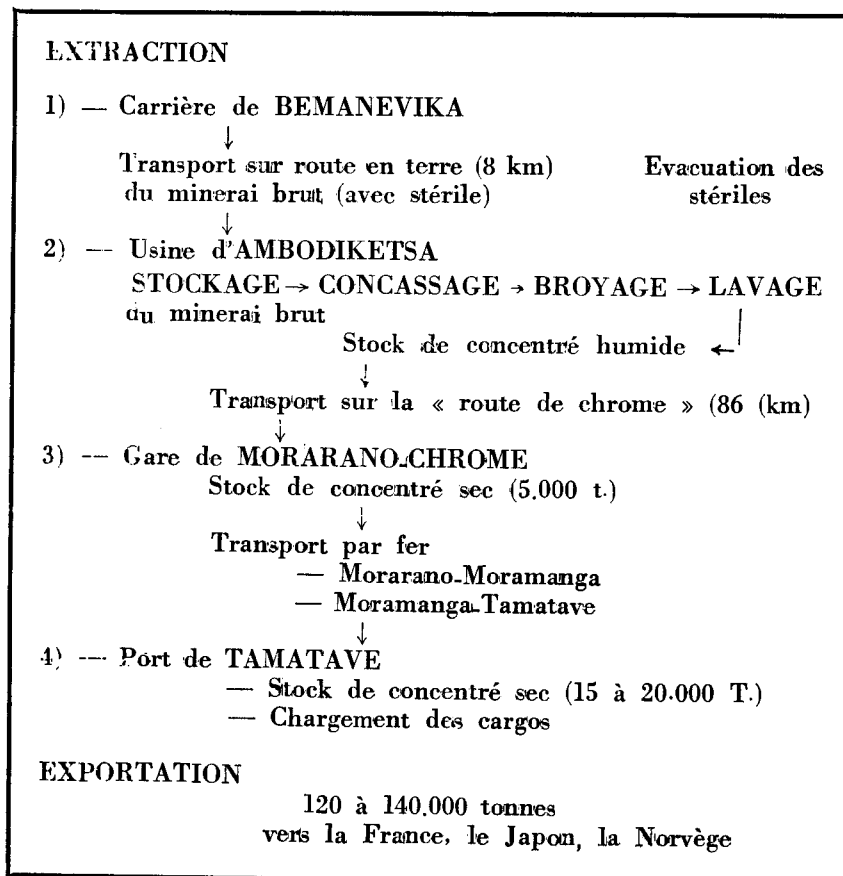 EXTRACTION
1) — Carrière de BEMANEVIKA
↓
Transport sur route en terre (8 km) Evacuation des
du minerai brut (avec stérile) stériles
↓
2) — Usine d'AMBODIKETSA
STOCKAGE → CONCASSAGE → BROYAGE → LAVAGE
du minerai brut
Stock de concentré humide ←
↓
Transport sur la « route de chrome » (86 (km)
↓
3) — Gare de MORARANO-CHROME
Stock de concentré sec (5.000 t.)
↓
Transport par fer
— Morarano-Moramanga
— Moramanga-Tamatave
↓
4) — Port de TAMATAVE
— Stock de concentré sec (15 à 20.000 T.)
— Chargement des cargos
EXPORTATION
120 à 140.000 tonnes
vers la France, le Japon, la Norvège